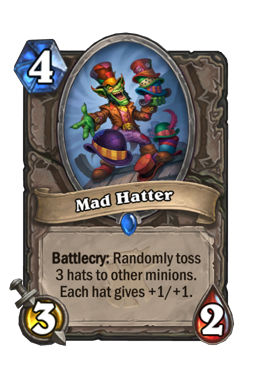 4
Mad Hatter
Battlecry: Randomly toss
3 hats to other minions.
Each hat gives +1/+1.
3
2